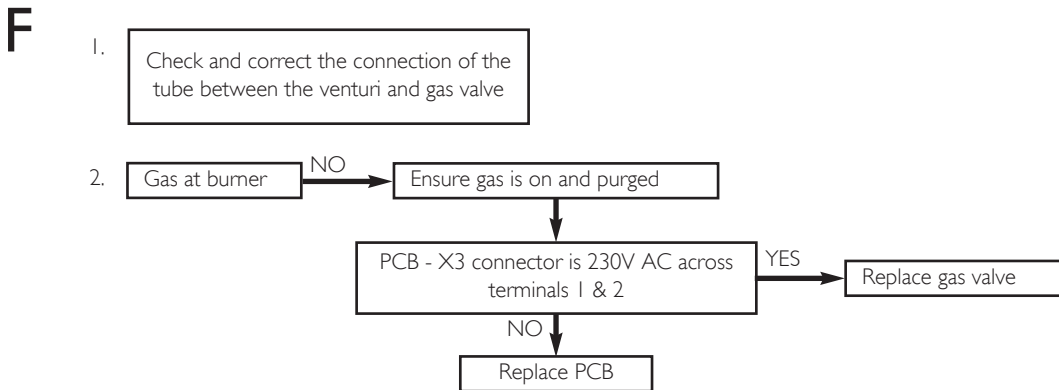 F
1.
Check and correct the connection of the
tube between the venturi and gas valve
2.
Gas at burner
NO
Ensure gas is on and purged
PCB - X3 connector is 230V AC across
terminals 1 & 2
YES
Replace gas valve
NO
Replace PCB